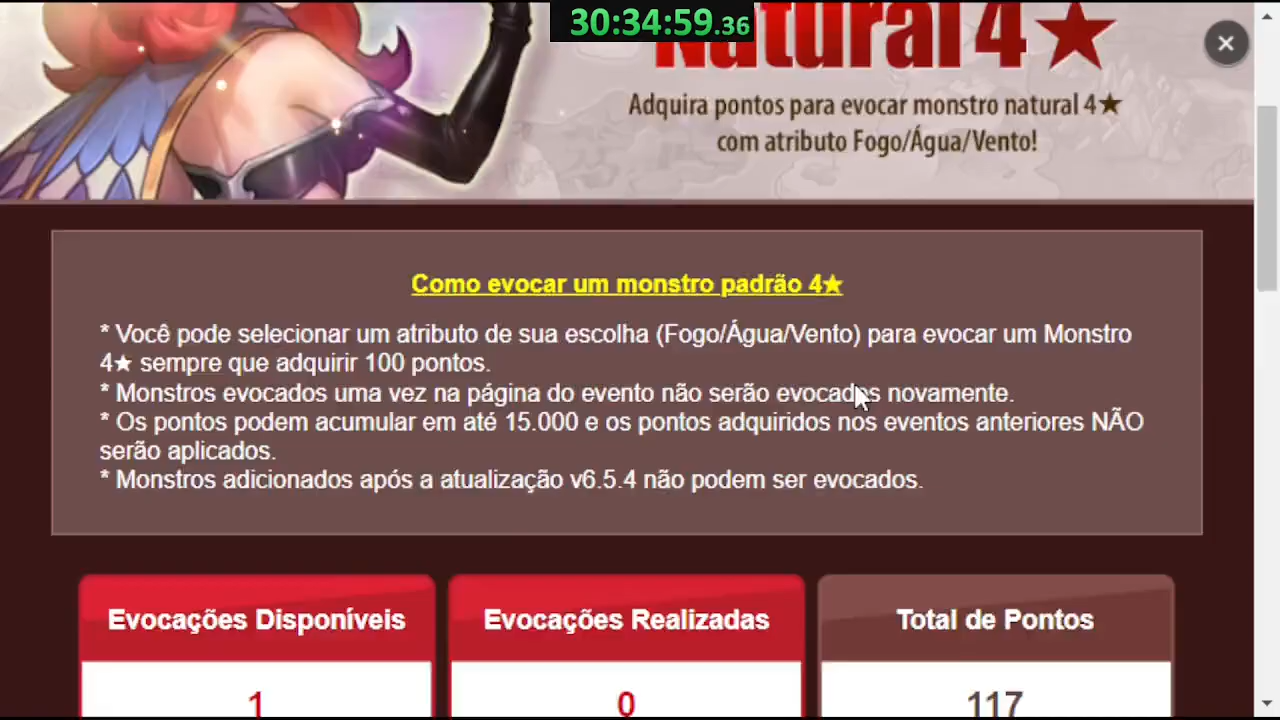 30:34:59.36
Natural 4★
Adquira pontos para evocar monstro natural 4★
com atributo Fogo/Água/Vento!
Como evocar um monstro padrão 4★
* Você pode selecionar um atributo de sua escolha (Fogo/Água/Vento) para evocar um Monstro
4★ sempre que adquirir 100 pontos.
* Monstros evocados uma vez na página do evento não serão evocados novamente.
* Os pontos podem acumular em até 15.000 e os pontos adquiridos nos eventos anteriores NÃO
serão aplicados.
* Monstros adicionados após a atualização v6.5.4 não podem ser evocados.
Evocações Disponíveis
1
Evocações Realizadas
0
Total de Pontos
117